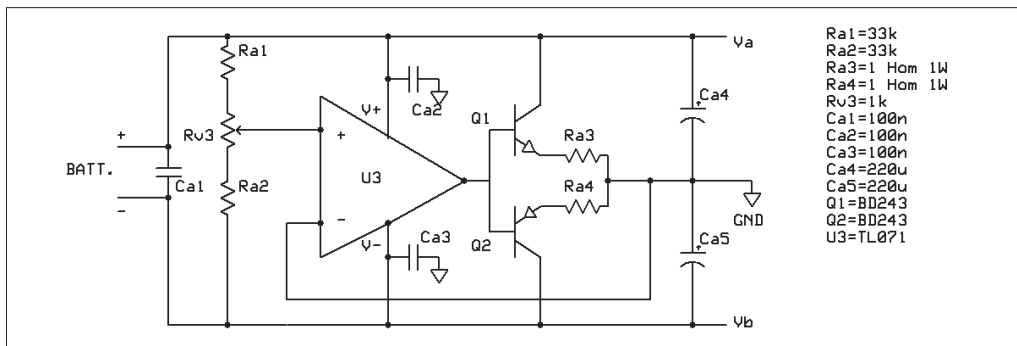 Va
Ra1
V+
Ca2
Q1
Ca4
+
Rv3
+
Ra3
BATT.
Ca1
U3
-
Ra2
Ra4
GND
-
V-
Ca3
Q2
+
Ca5
Vb
+
Ra1=33k
Ra2=33k
Ra3=1 Hom 1W
Ra4=1 Hom 1W
Rv3=1k
Ca1=100n
Ca2=100n
Ca3=100n
Ca4=220u
Ca5=220u
Q1=BD243
Q2=BD243
U3=TL071